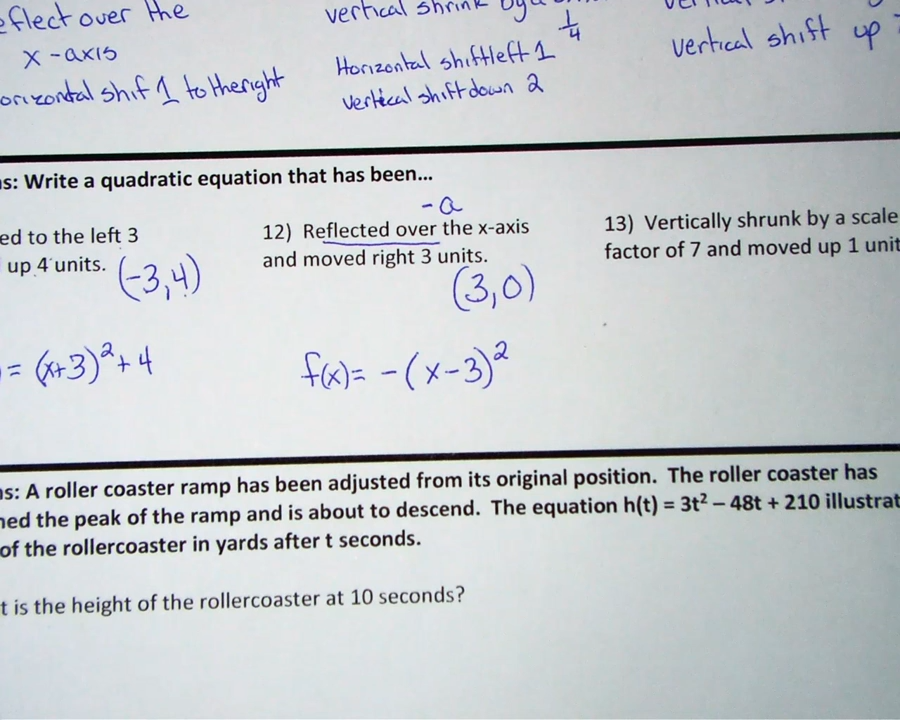 eflect over the
x-axis
orizontal shif 1 to the right
vertical shrink by a
1/4
Horizontal shift left 1
vertical shift down 2
vertical shift up
ns: Write a quadratic equation that has been...
ed to the left 3
up 4 units.
(-3,4)
= (x+3)²+4
-a
12) Reflected over the x-axis
and moved right 3 units.
(3,0)
f(x)= -(x-3)²
13) Vertically shrunk by a scale
factor of 7 and moved up 1 unit
ns: A roller coaster ramp has been adjusted from its original position. The roller coaster has
hed the peak of the ramp and is about to descend. The equation h(t) = 3t² – 48t + 210 illustrat
of the rollercoaster in yards after t seconds.
t is the height of the rollercoaster at 10 seconds?